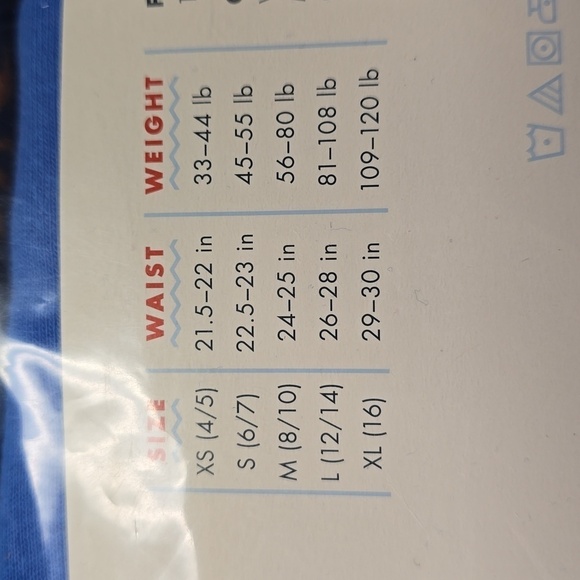 SIZE WAIST WEIGHT
XS (4/5) 21.5–22 in 33–44 lb
S (6/7) 22.5–23 in 45–55 lb
M (8/10) 24–25 in 56–80 lb
L (12/14) 26–28 in 81–108 lb
XL (16) 29–30 in 109–120 lb